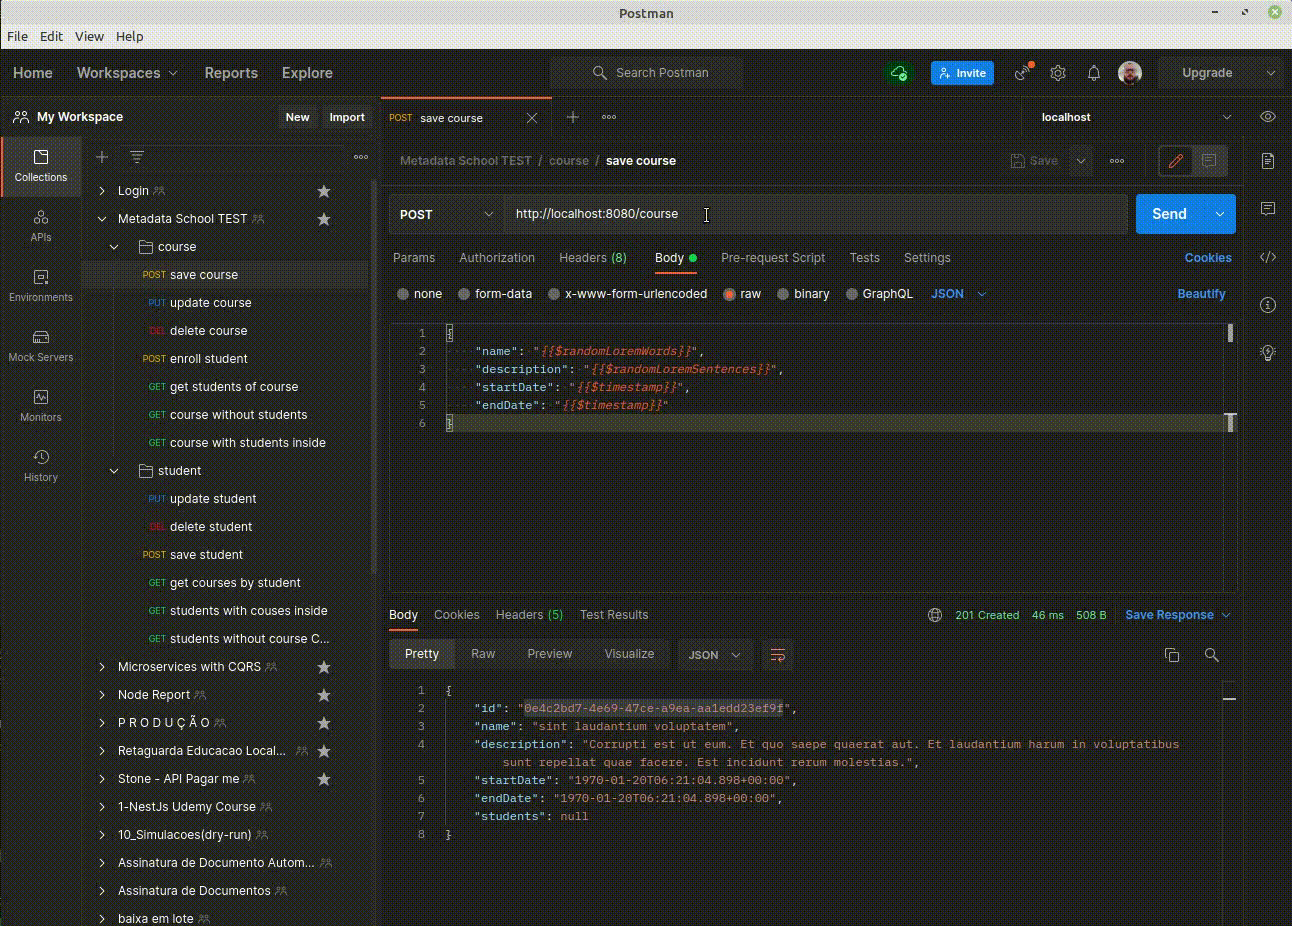 Postman
File Edit View Help
Home Workspaces Reports Explore Search Postman Invite Upgrade
My Workspace New Import
POST save course
localhost
Metadata School TEST / course / save course Save
POST http://localhost:8080/course Send
Params Authorization Headers (8) Body Pre-request Script Tests Settings Cookies
none form-data x-www-form-urlencoded raw binary GraphQL JSON Beautify
1 {
2 "name": "{{$randomLoremWords}}",
3 "description": "{{$randomLoremSentences}}",
4 "startDate": "{{$timestamp}}",
5 "endDate": "{{$timestamp}}"
6 }
Collections
APIs
Environments
Mock Servers
Monitors
History
Login
Metadata School TEST
course
POST save course
PUT update course
DEL delete course
POST enroll student
GET get students of course
GET course without students
GET course with students inside
student
PUT update student
DEL delete student
POST save student
GET get courses by student
GET students with couses inside
GET students without course C...
Microservices with CQRS
Node Report
P R O D U Ç Ã O
Retaguarda Educacao Local...
Stone - API Pagar me
1-NestJs Udemy Course
10_Simulacoes(dry-run)
Assinatura de Documento Autom...
Assinatura de Documentos
baixa em lote
Body Cookies Headers (5) Test Results 201 Created 46 ms 508 B Save Response
Pretty Raw Preview Visualize JSON
1 {
2 "id": "0e4c2bd7-4e69-47ce-a9ea-aa1edd23ef9f",
3 "name": "sint laudantium voluptatem",
4 "description": "Corrupti est ut eum. Et quo saepe quaerat aut. Et laudantium harum in voluptatibus
sunt repellat quae facere. Est incidunt rerum molestias.",
5 "startDate": "1970-01-20T06:21:04.898+00:00",
6 "endDate": "1970-01-20T06:21:04.898+00:00",
7 "students": null
8 }